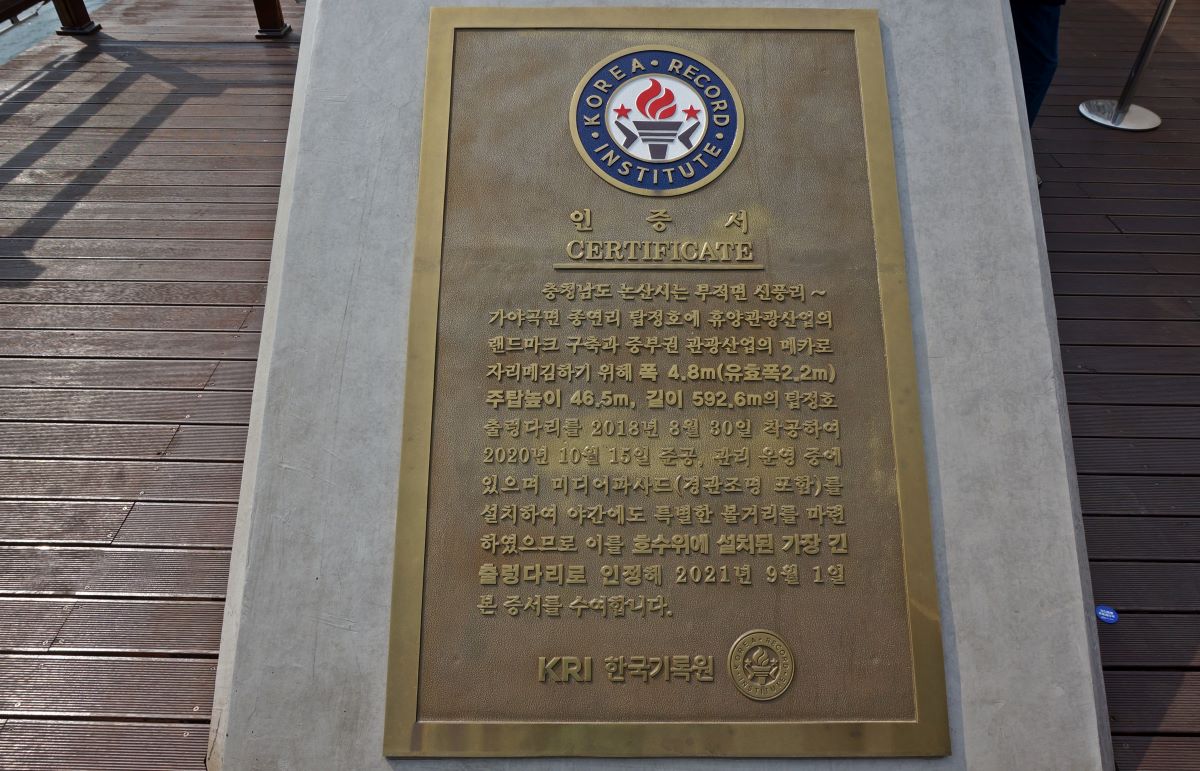 KOREA • RECORD • INSTITUTE •
인 증 서
CERTIFICATE
충청남도 논산시는 부적면 신풍리 ~
가야곡면 종연리 탑정호에 휴양관광산업의
랜드마크 구축과 중부권 관광산업의 메카로
자리매김하기 위해 폭 4.8m(유효폭2.2m)
주탑높이 46.5m, 길이 592.6m의 탑정호
출렁다리를 2018년 8월 30일 착공하여
2020년 10월 15일 준공, 관리 운영 중에
있으며 미디어파사드(경관조명 포함)를
설치하여 야간에도 특별한 볼거리를 마련
하였으므로 이를 호수위에 설치된 가장 긴
출렁다리로 인정해 2021년 9월 1일
본 증서를 수여합니다.
KRI 한국기록원
KOREA • RECORD • INSTITUTE •